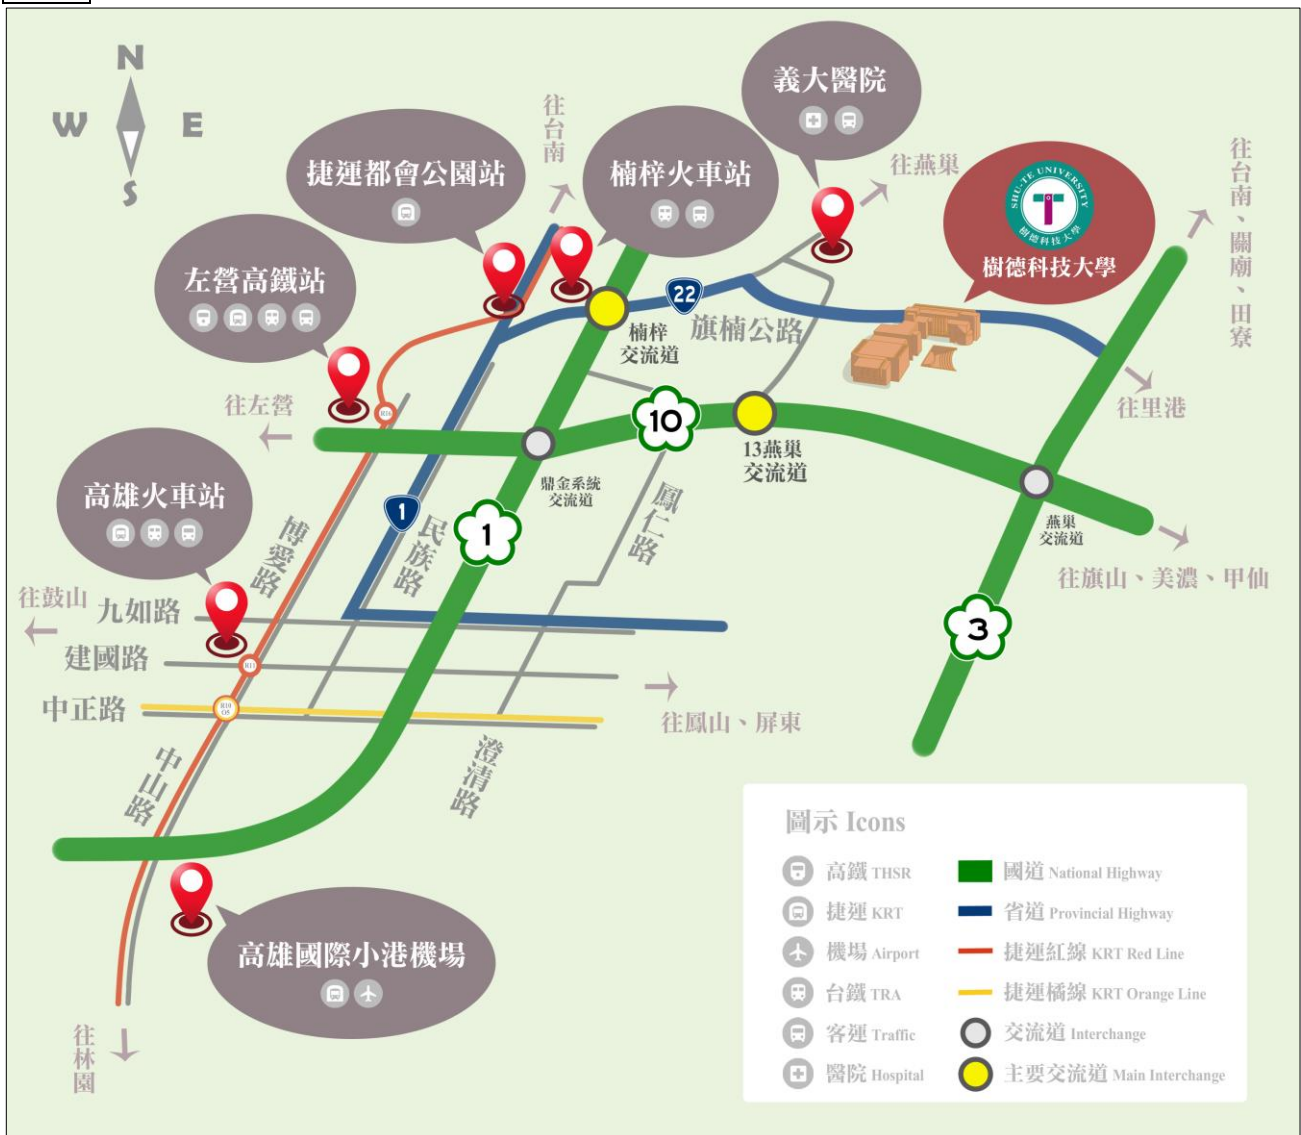 N
W
E
S
義大醫院
往台南
捷運都會公園站
楠梓火車站
往燕巢
SHU-TE UNIVERSITY
樹德科技大學
樹德科技大學
往台南、關廟、田寮
左營高鐵站
22
旗楠公路
楠梓
交流道
往里港
往左營
R16
10
13燕巢
交流道
鼎金系統
交流道
高雄火車站
1
1
博愛路
民族路
鳳仁路
燕巢
交流道
往旗山、美濃、甲仙
往鼓山
九如路
3
建國路
R11
中正路
R10
O5
往鳳山、屏東
中山路
澄清路
高雄國際小港機場
往林園
圖示 Icons
高鐵 THSR
國道 National Highway
捷運 KRT
省道 Provincial Highway
機場 Airport
捷運紅線 KRT Red Line
台鐵 TRA
捷運橘線 KRT Orange Line
客運 Traffic
交流道 Interchange
醫院 Hospital
主要交流道 Main Interchange